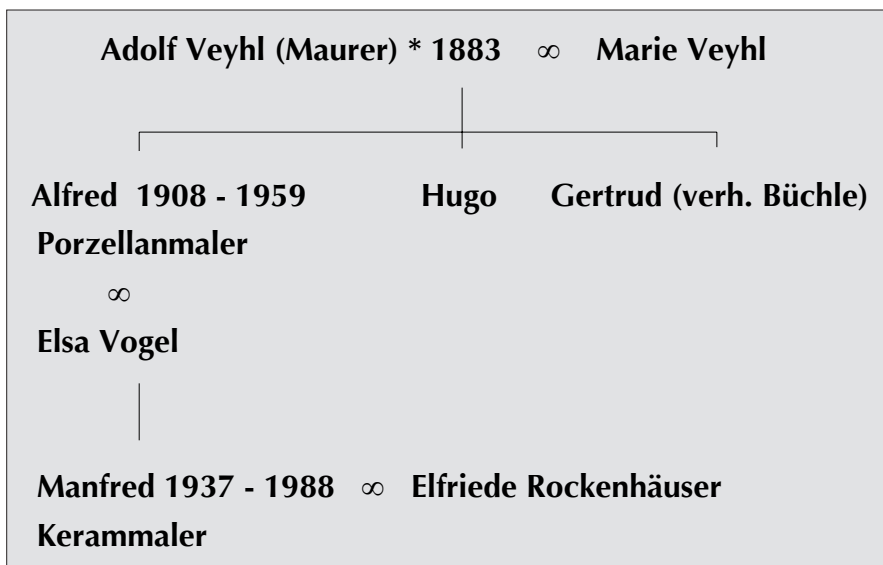 Adolf Veyhl (Maurer) * 1883 ∞ Marie Veyhl
Alfred 1908 - 1959 Hugo Gertrud (verh. Büchle)
Porzellanmaler
∞
Elsa Vogel
Manfred 1937 - 1988 ∞ Elfriede Rockenhäuser
Kerammaler